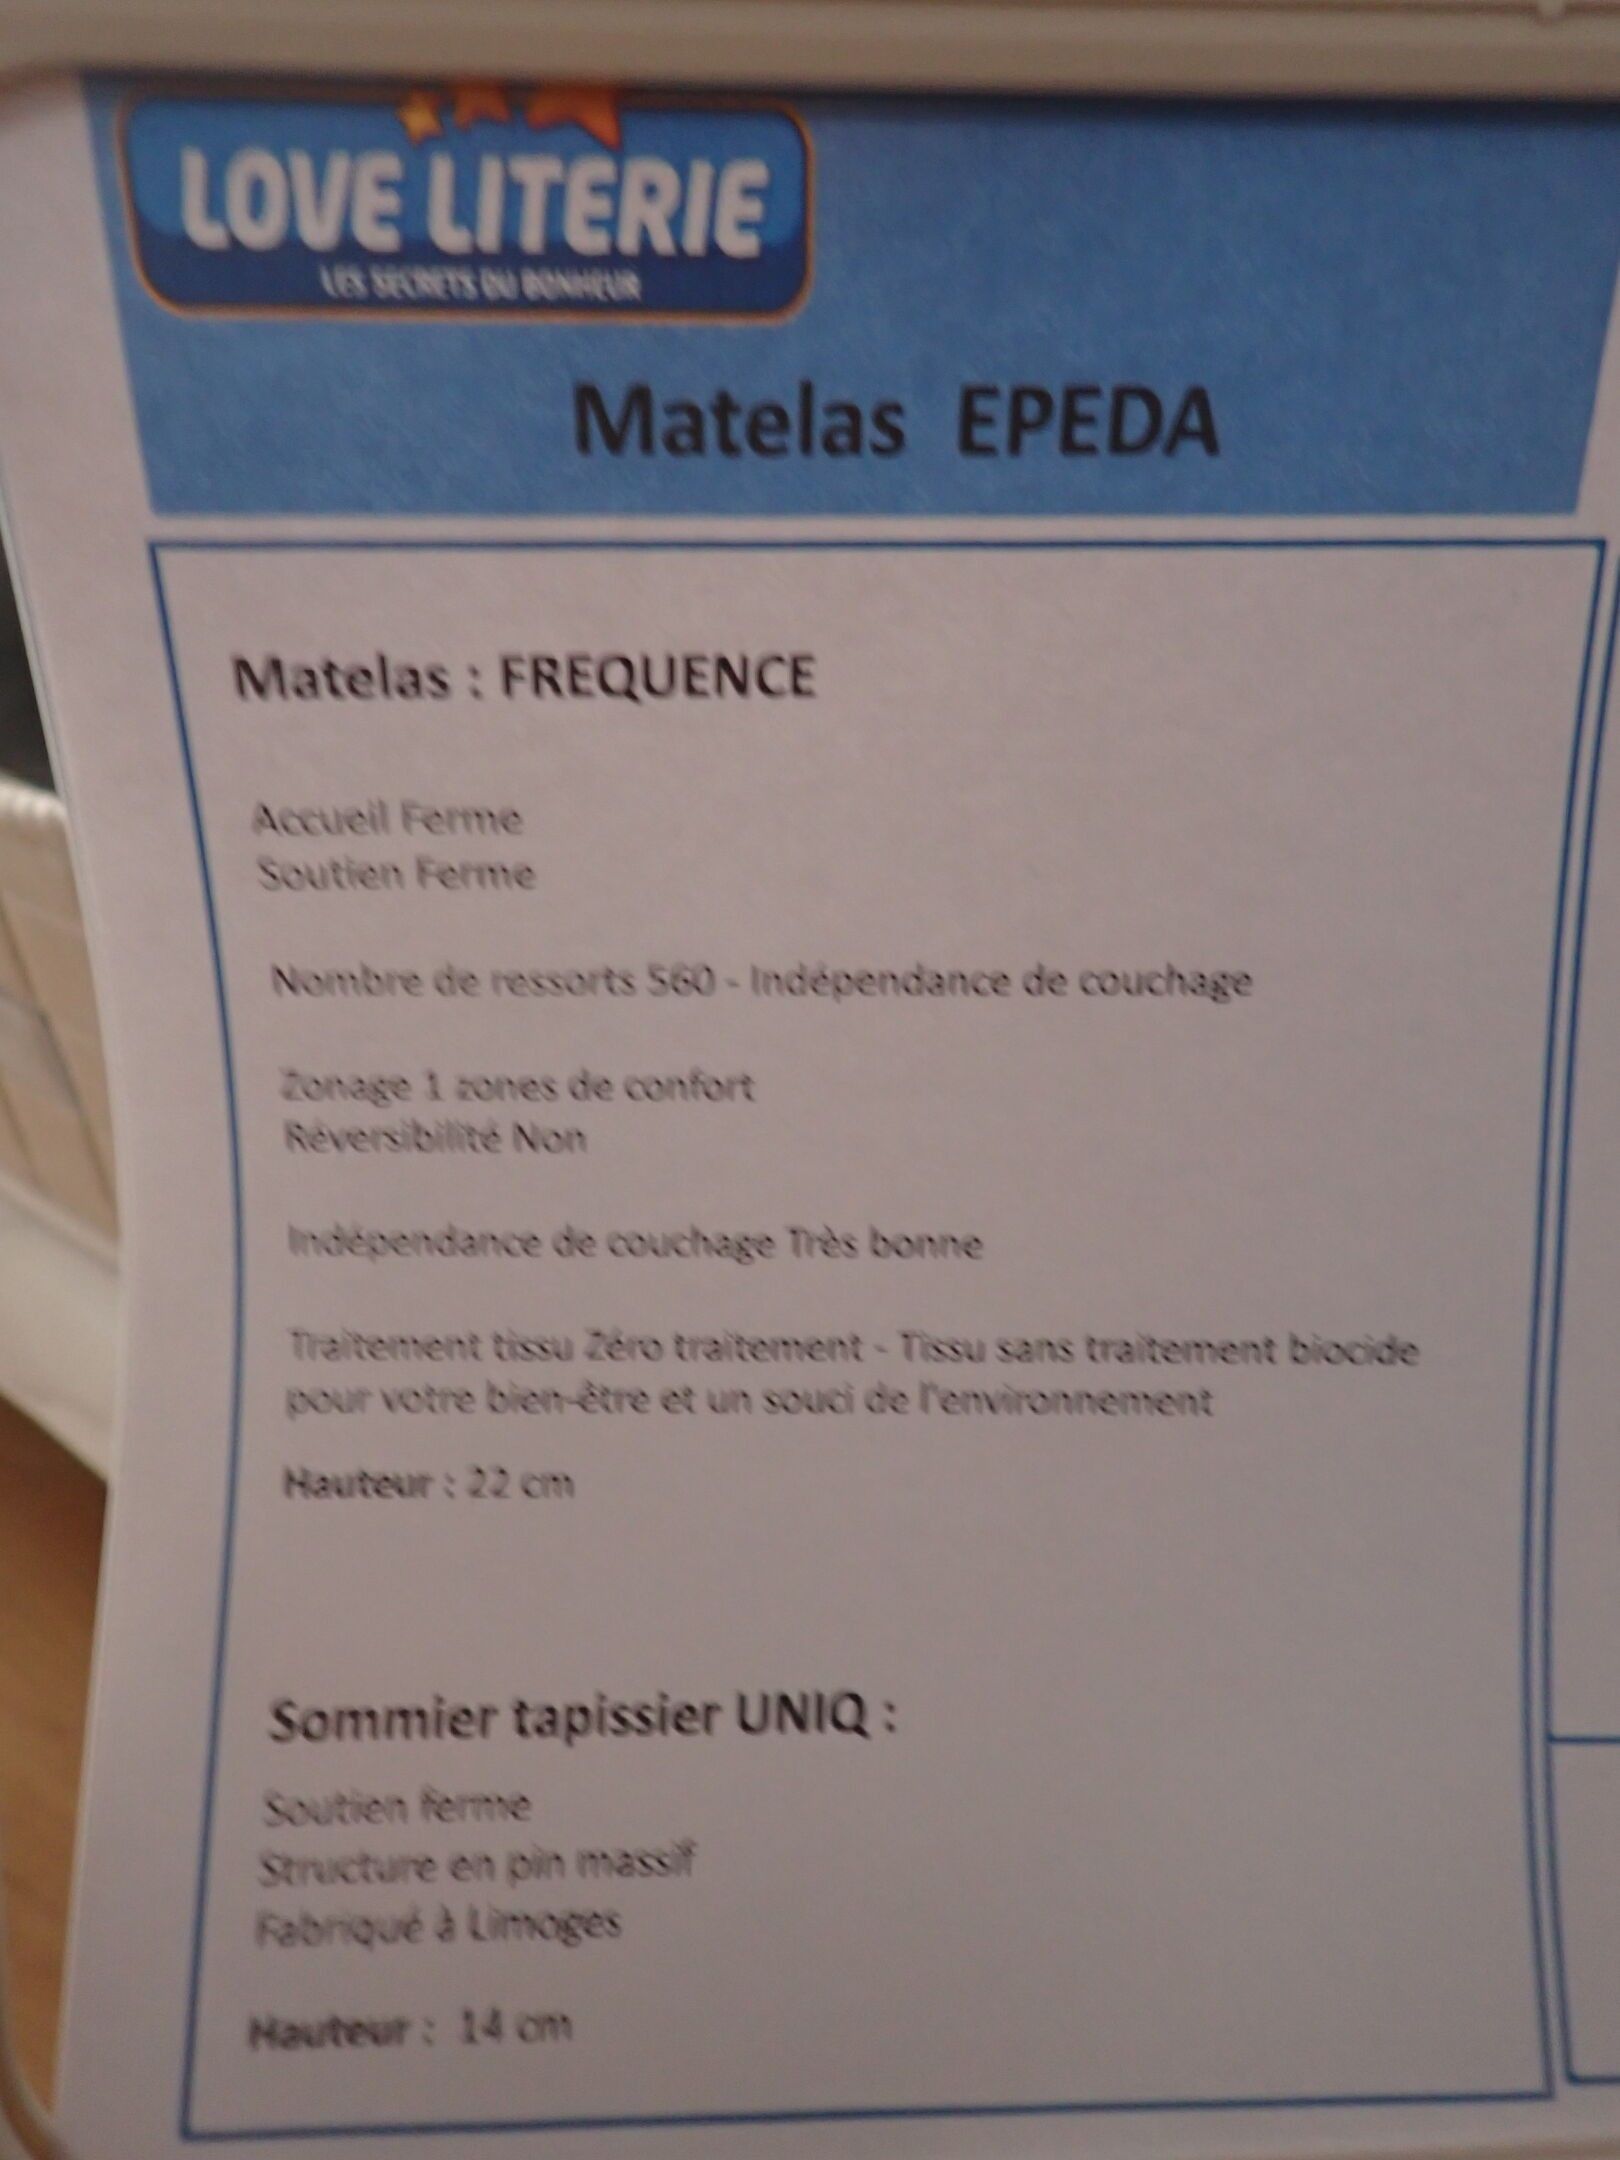 LOVE LITERIE
LES SECRETS DU BONHEUR
Matelas EPEDA
Matelas : FREQUENCE
Accueil Ferme
Soutien Ferme
Nombre de ressorts 560 - Indépendance de couchage
Zonage 1 zones de confort
Réversibilité Non
Indépendance de couchage Très bonne
Traitement tissu Zéro traitement - Tissu sans traitement biocide
pour votre bien-être et un souci de l'environnement
Hauteur : 22 cm
Sommier tapissier UNIQ :
Soutien ferme
Structure en pin massif
Fabriqué à Limoges
Hauteur : 14 cm